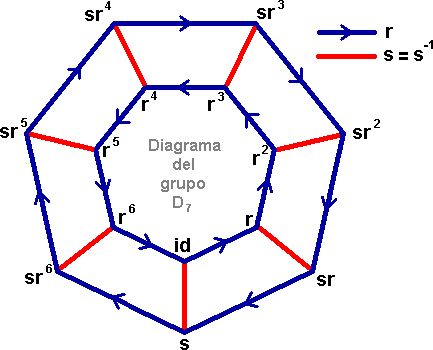 sr⁴
sr³
r
s = s⁻¹
r⁴
r³
sr⁵
sr²
r⁵
Diagrama
del
grupo
D₇
r²
r⁶
r
id
sr⁶
sr
s